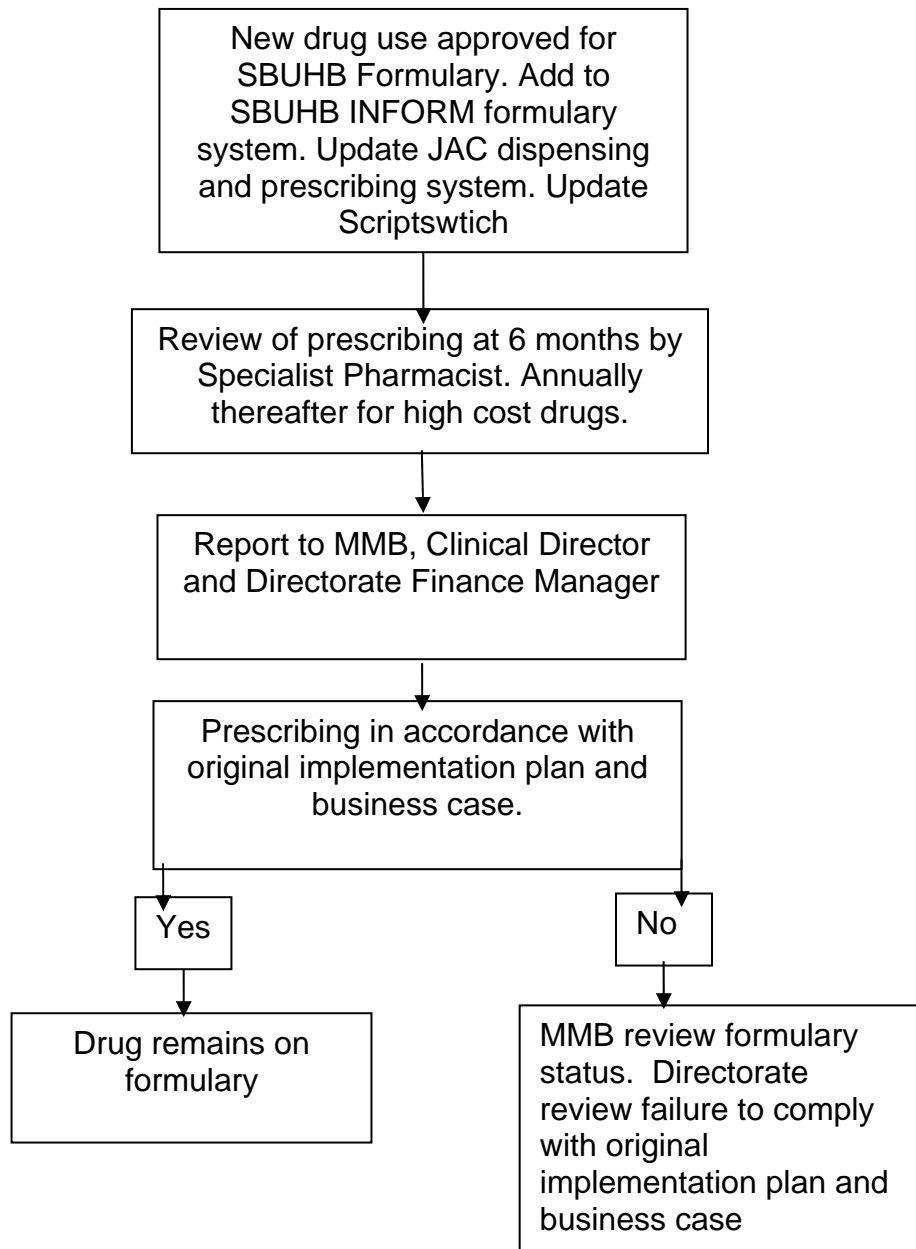 New drug use approved for
SBUHB Formulary. Add to
SBUHB INFORM formulary
system. Update JAC dispensing
and prescribing system. Update
Scriptswtich
Review of prescribing at 6 months by
Specialist Pharmacist. Annually
thereafter for high cost drugs.
Report to MMB, Clinical Director
and Directorate Finance Manager
Prescribing in accordance with
original implementation plan and
business case.
Yes
No
Drug remains on
formulary
MMB review formulary
status.  Directorate
review failure to comply
with original
implementation plan and
business case